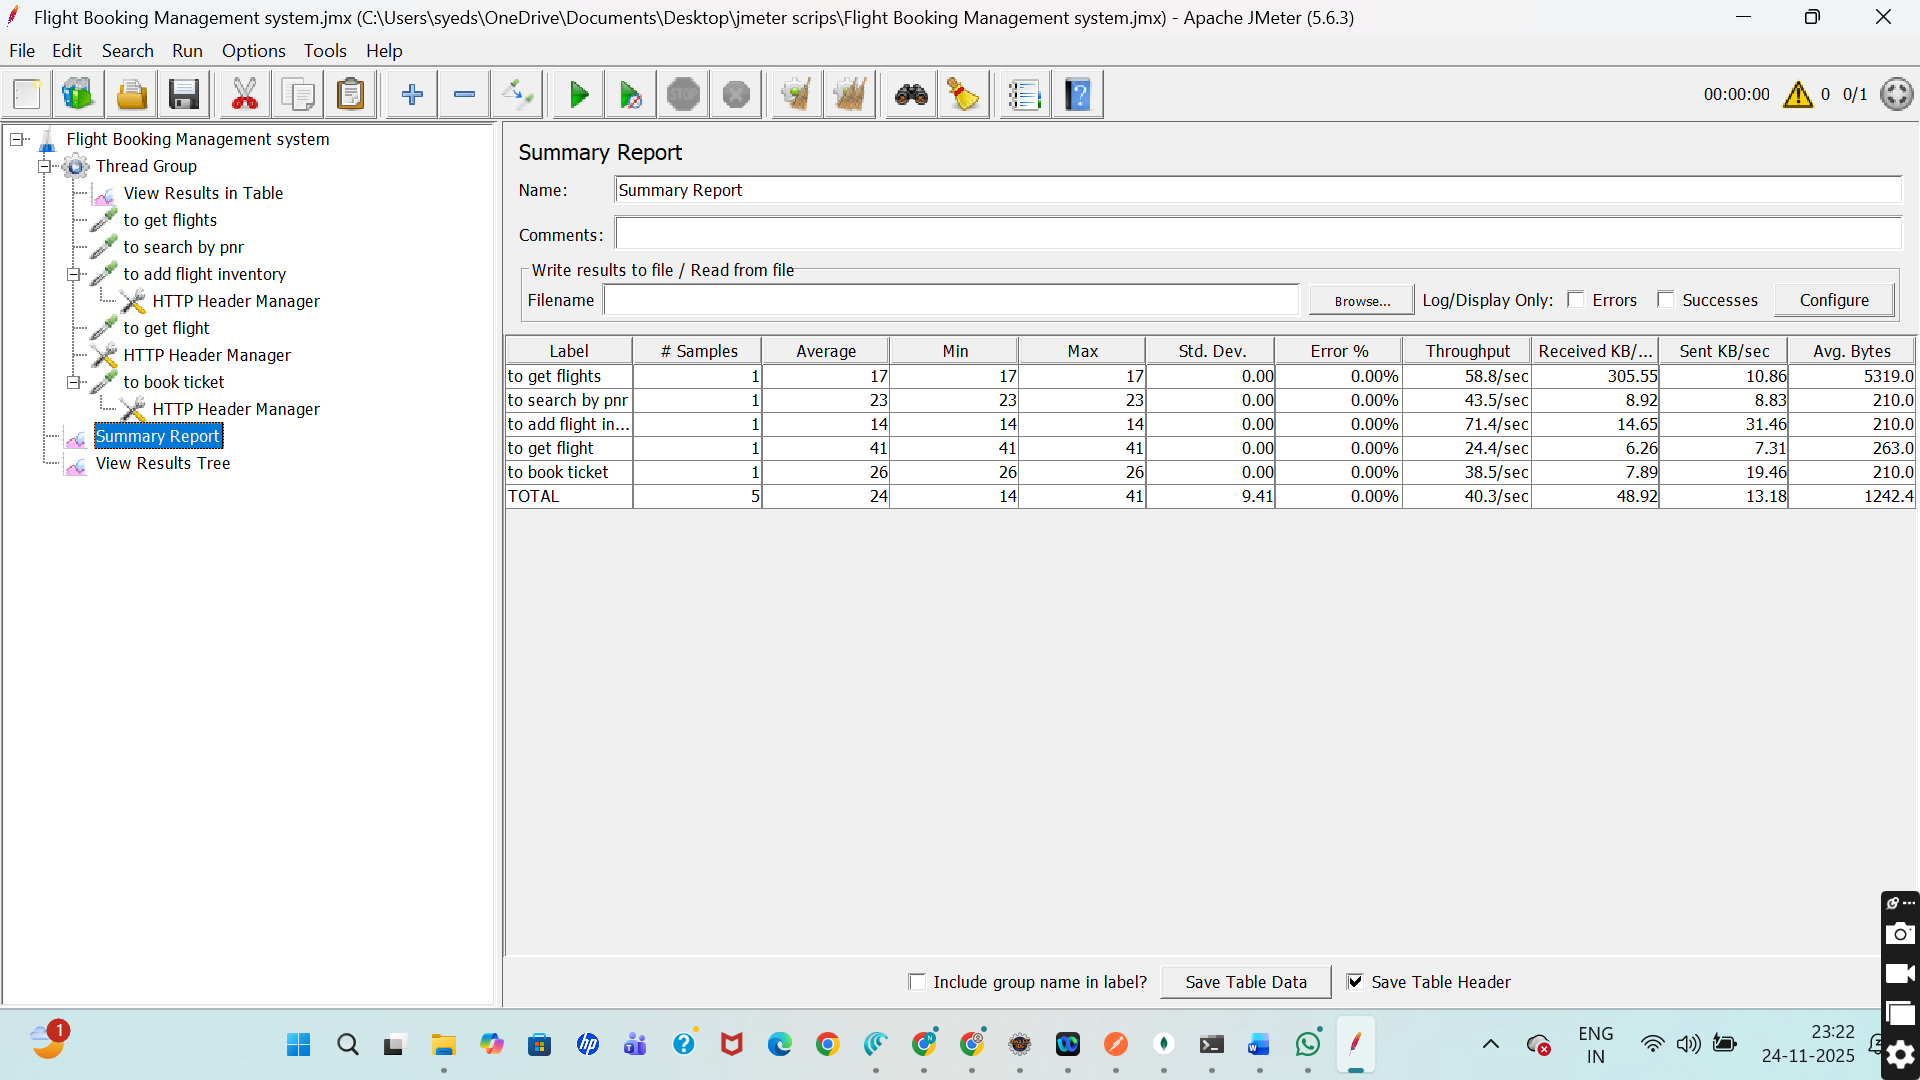 Flight Booking Management system.jmx (C:\Users\syeds\OneDrive\Documents\Desktop\jmeter scrips\Flight Booking Management system.jmx) - Apache JMeter (5.6.3)
File Edit Search Run Options Tools Help
STOP
00:00:00 0 0/1
Flight Booking Management system
Thread Group
View Results in Table
to get flights
to search by pnr
to add flight inventory
HTTP Header Manager
to get flight
HTTP Header Manager
to book ticket
HTTP Header Manager
Summary Report
View Results Tree
Summary Report
Name: Summary Report
Comments:
Write results to file / Read from file
Filename Browse... Log/Display Only: Errors Successes Configure
Label # Samples Average Min Max Std. Dev. Error % Throughput Received KB/... Sent KB/sec Avg. Bytes
to get flights 1 17 17 17 0.00 0.00% 58.8/sec 305.55 10.86 5319.0
to search by pnr 1 23 23 23 0.00 0.00% 43.5/sec 8.92 8.83 210.0
to add flight in... 1 14 14 14 0.00 0.00% 71.4/sec 14.65 31.46 210.0
to get flight 1 41 41 41 0.00 0.00% 24.4/sec 6.26 7.31 263.0
to book ticket 1 26 26 26 0.00 0.00% 38.5/sec 7.89 19.46 210.0
TOTAL 5 24 14 41 9.41 0.00% 40.3/sec 48.92 13.18 1242.4
Include group name in label? Save Table Data Save Table Header
1
hp
ENG
IN
23:22
24-11-2025